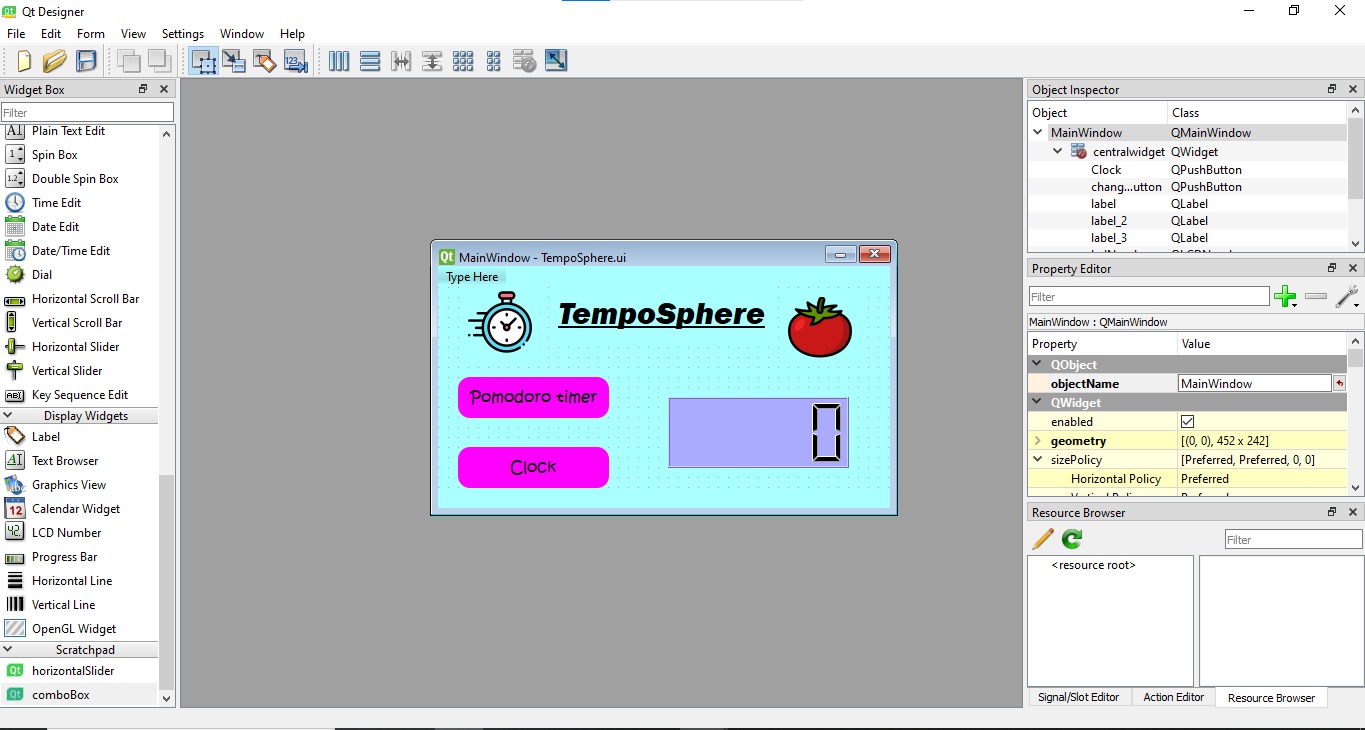 Qt Designer
File Edit Form View Settings Window Help
Widget Box
Filter
Plain Text Edit
Spin Box
Double Spin Box
Time Edit
Date Edit
Date/Time Edit
Dial
Horizontal Scroll Bar
Vertical Scroll Bar
Horizontal Slider
Vertical Slider
Key Sequence Edit
Display Widgets
Label
Text Browser
Graphics View
Calendar Widget
LCD Number
Progress Bar
Horizontal Line
Vertical Line
OpenGL Widget
Scratchpad
horizontalSlider
comboBox
MainWindow - TempoSphere.ui
Type Here
TempoSphere
Pomodoro timer
0
Clock
Object Inspector
Object Class
MainWindow QMainWindow
centralwidget QWidget
Clock QPushButton
chang...utton QPushButton
label QLabel
label_2 QLabel
label_3 QLabel
Property Editor
Filter
MainWindow : QMainWindow
Property Value
QObject
objectName MainWindow
QWidget
enabled
geometry [(0, 0), 452 x 242]
sizePolicy [Preferred, Preferred, 0, 0]
Horizontal Policy Preferred
Resource Browser
Filter
<resource root>
Signal/Slot Editor Action Editor Resource Browser